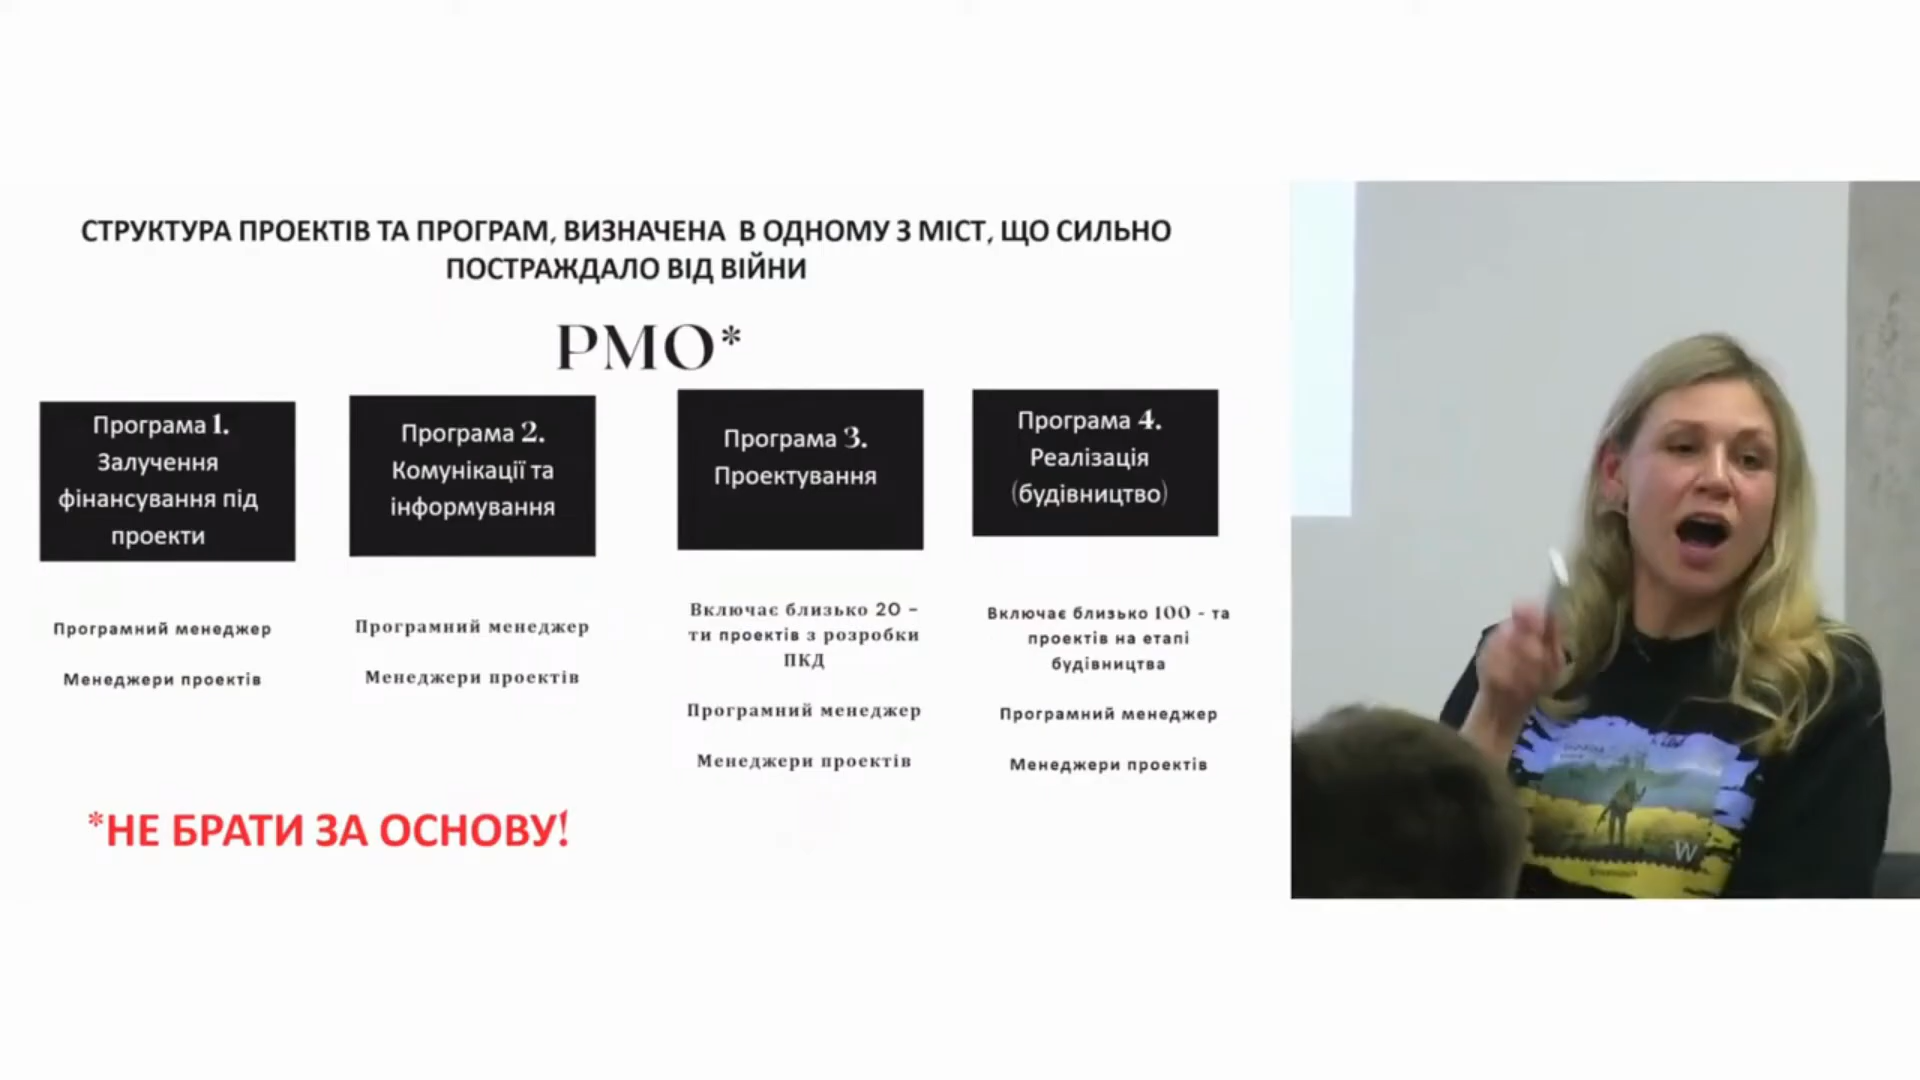 СТРУКТУРА ПРОЕКТІВ ТА ПРОГРАМ, ВИЗНАЧЕНА В ОДНОМУ З МІСТ, ЩО СИЛЬНО
ПОСТРАЖДАЛО ВІД ВІЙНИ
РМО*
Програма 1.
Залучення
фінансування під
проекти
Програмний менеджер
Менеджери проектів
Програма 2.
Комунікації та
інформування
Програмний менеджер
Менеджери проектів
Програма 3.
Проектування
Включає близько 20 –
ти проектів з розробки
ПКД
Програмний менеджер
Менеджери проектів
Програма 4.
Реалізація
(будівництво)
Включає близько 100 - та
проектів на етапі
будівництва
Програмний менеджер
Менеджери проектів
*НЕ БРАТИ ЗА ОСНОВУ!
W